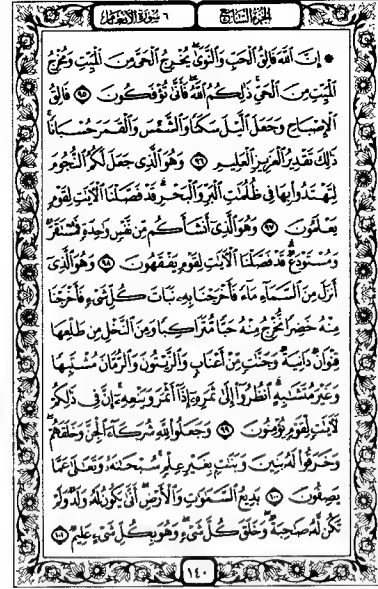 الجزء السابع
٦ سورة الأنعام
۞ إِنَّ ٱللَّهَ فَالِقُ ٱلْحَبِّ وَٱلنَّوَىٰ يُخْرِجُ ٱلْحَىَّ مِنَ ٱلْمَيِّتِ وَمُخْرِجُ
ٱلْمَيِّتِ مِنَ ٱلْحَىِّ ذَٰلِكُمُ ٱللَّهُ فَأَنَّىٰ تُؤْفَكُونَ ٩٥ فَالِقُ
ٱلْإِصْبَاحِ وَجَعَلَ ٱلَّيْلَ سَكَنًا وَٱلشَّمْسَ وَٱلْقَمَرَ حُسْبَانًا
ذَٰلِكَ تَقْدِيرُ ٱلْعَزِيزِ ٱلْعَلِيمِ ٩٦ وَهُوَ ٱلَّذِى جَعَلَ لَكُمُ ٱلنُّجُومَ
لِتَهْتَدُوا۟ بِهَا فِى ظُلُمَٰتِ ٱلْبَرِّ وَٱلْبَحْرِ قَدْ فَصَّلْنَا ٱلْءَايَٰتِ لِقَوْمٍ
يَعْلَمُونَ ٩٧ وَهُوَ ٱلَّذِىٓ أَنشَأَكُم مِّن نَّفْسٍ وَٰحِدَةٍ فَمُسْتَقَرٌّ
وَمُسْتَوْدَعٌ قَدْ فَصَّلْنَا ٱلْءَايَٰتِ لِقَوْمٍ يَفْقَهُونَ ٩٨ وَهُوَ ٱلَّذِىٓ
أَنزَلَ مِنَ ٱلسَّمَآءِ مَآءً فَأَخْرَجْنَا بِهِۦ نَبَاتَ كُلِّ شَىْءٍ فَأَخْرَجْنَا
مِنْهُ خَضِرًا نُّخْرِجُ مِنْهُ حَبًّا مُّتَرَاكِبًا وَمِنَ ٱلنَّخْلِ مِن طَلْعِهَا
قِنْوَانٌ دَانِيَةٌ وَجَنَّٰتٍ مِّنْ أَعْنَابٍ وَٱلزَّيْتُونَ وَٱلرُّمَّانَ مُشْتَبِهًا
وَغَيْرَ مُتَشَٰبِهٍ ٱنظُرُوٓا۟ إِلَىٰ ثَمَرِهِۦٓ إِذَآ أَثْمَرَ وَيَنْعِهِۦٓ إِنَّ فِى ذَٰلِكُمْ
لَءَايَٰتٍ لِّقَوْمٍ يُؤْمِنُونَ ٩٩ وَجَعَلُوا۟ لِلَّهِ شُرَكَآءَ ٱلْجِنَّ وَخَلَقَهُمْ
وَخَرَقُوا۟ لَهُۥ بَنِينَ وَبَنَٰتٍۭ بِغَيْرِ عِلْمٍ سُبْحَٰنَهُۥ وَتَعَٰلَىٰ عَمَّا
يَصِفُونَ ١٠٠ بَدِيعُ ٱلسَّمَٰوَٰتِ وَٱلْأَرْضِ أَنَّىٰ يَكُونُ لَهُۥ وَلَدٌ وَلَمْ
تَكُن لَّهُۥ صَٰحِبَةٌ وَخَلَقَ كُلَّ شَىْءٍ وَهُوَ بِكُلِّ شَىْءٍ عَلِيمٌ ١٠١
١٤٠